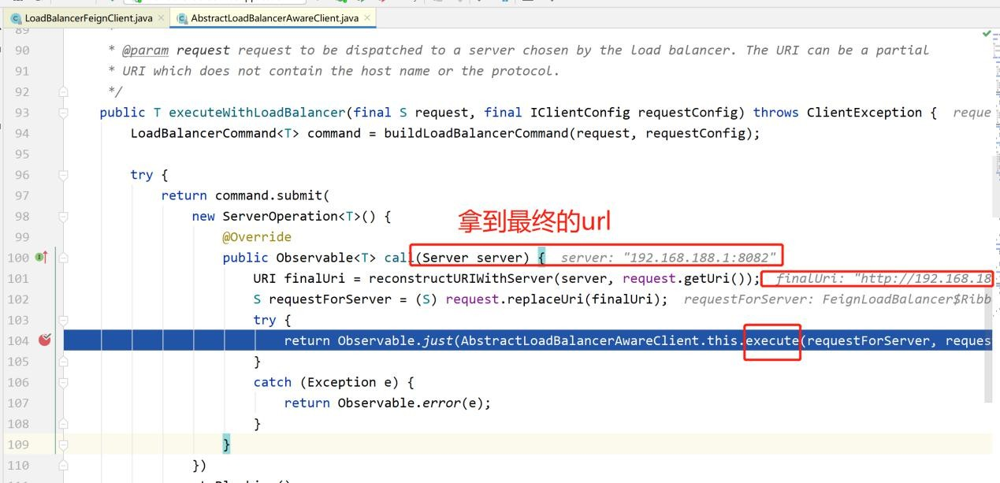 LoadBalancerFeignClient.java × AbstractLoadBalancerAwareClient.java ×
89 *
90 * @param request request to be dispatched to a server chosen by the load balancer. The URI can be a partial
91 * URI which does not contain the host name or the protocol.
92 */
93 public T executeWithLoadBalancer(final S request, final IClientConfig requestConfig) throws ClientException { reque
94 LoadBalancerCommand<T> command = buildLoadBalancerCommand(request, requestConfig);
95
96 try {
97 return command.submit(
98 new ServerOperation<T>() {
拿到最终的url
99 @Override
100 public Observable<T> call(Server server) { server: "192.168.188.1:8082"
101 URI finalUri = reconstructURIWithServer(server, request.getUri()); finalUri: "http://192.168.18
102 S requestForServer = (S) request.replaceUri(finalUri); requestForServer: FeignLoadBalancer$Ribb
103 try {
104 return Observable.just(AbstractLoadBalancerAwareClient.this.execute(requestForServer, reques
105 }
106 catch (Exception e) {
107 return Observable.error(e);
108 }
109 }
110 })